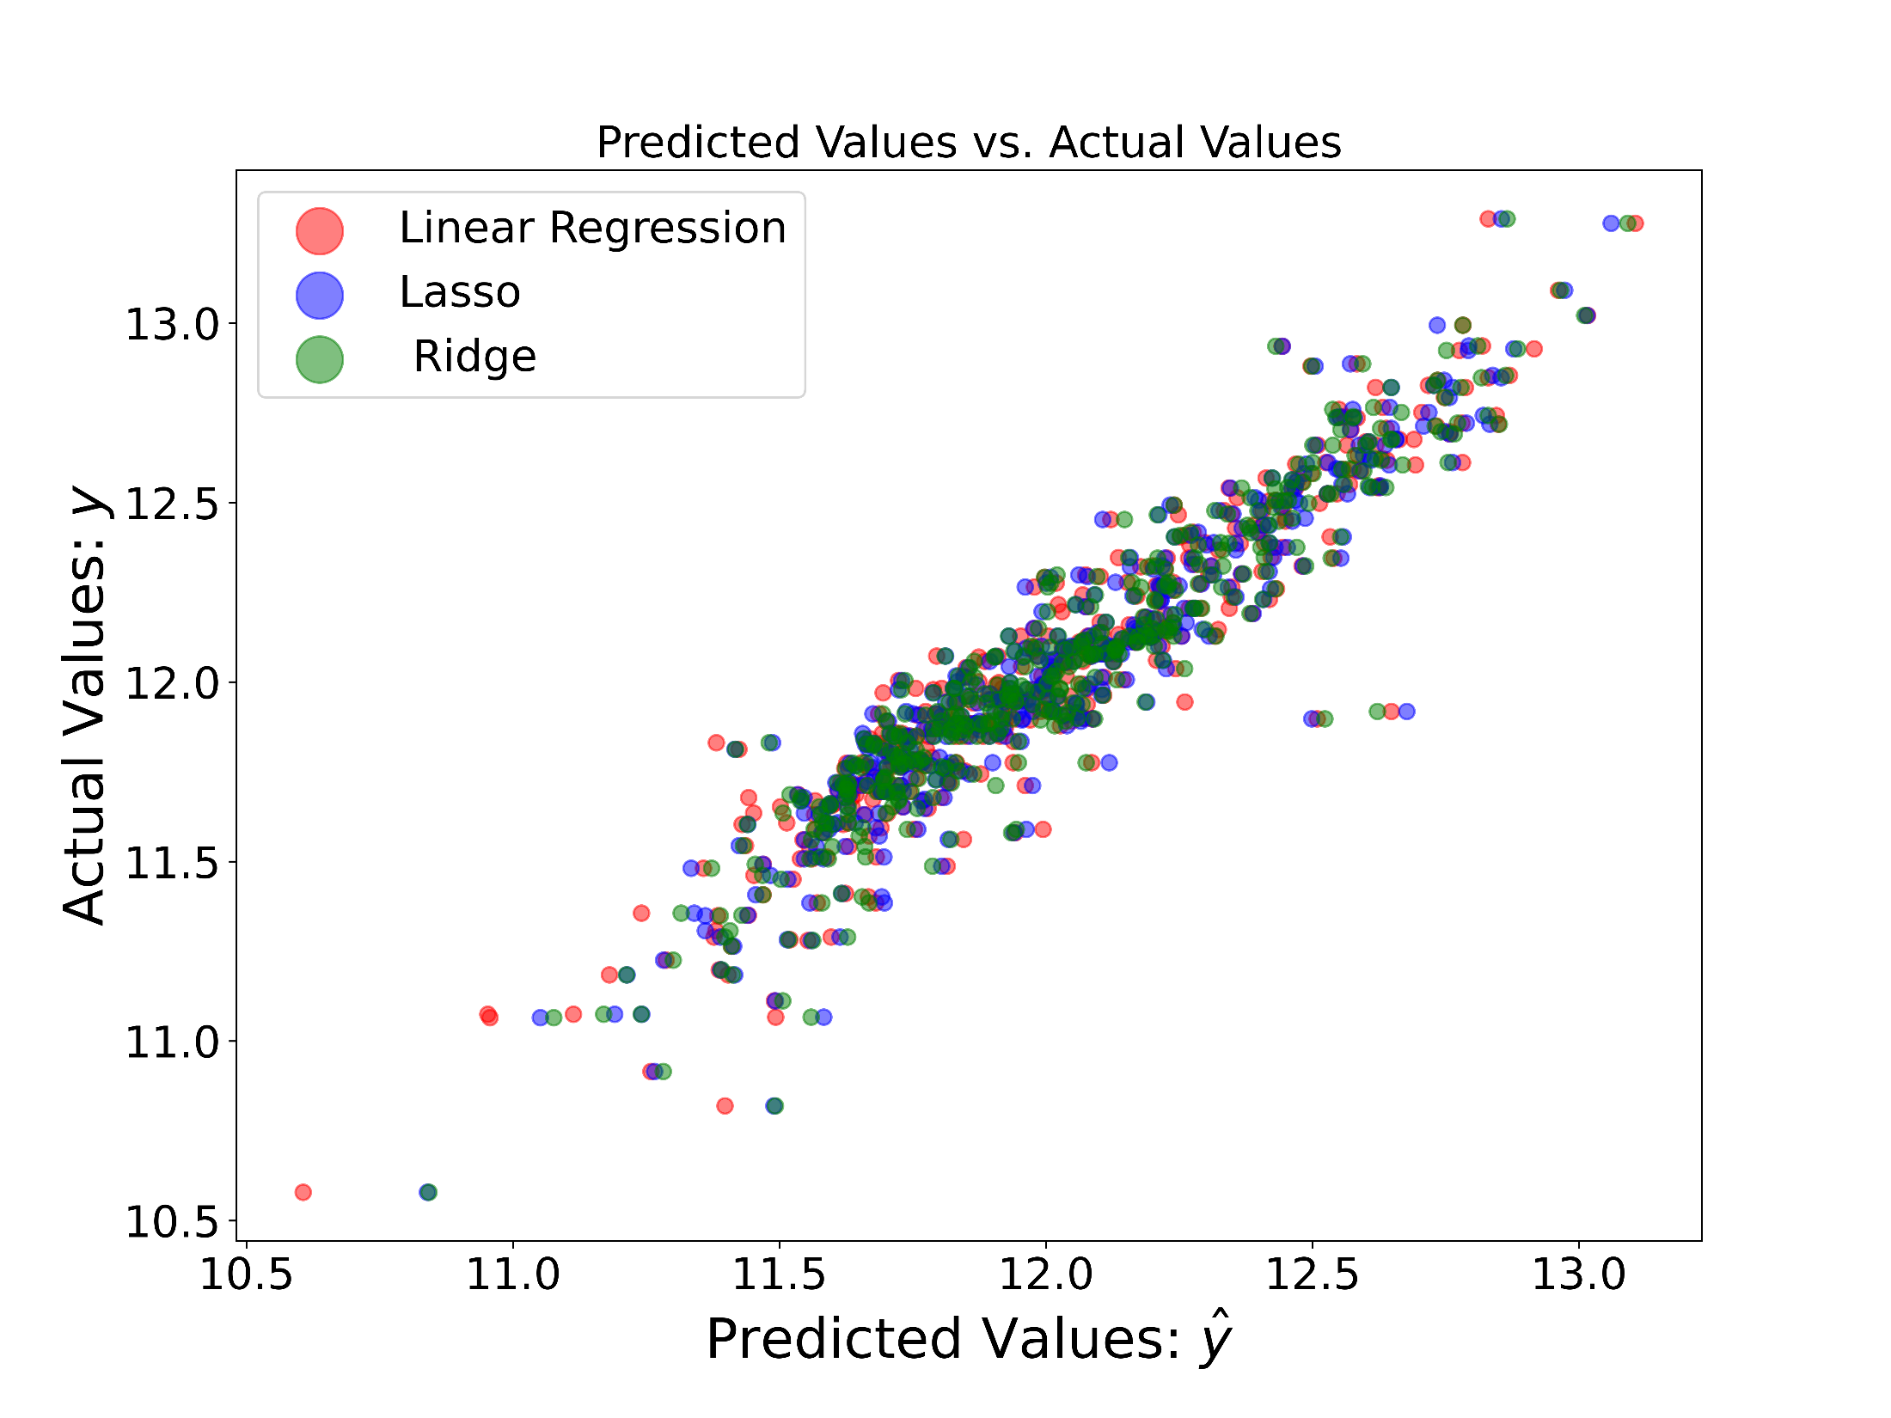 Predicted Values vs. Actual Values
Linear Regression
Lasso
Ridge
13.0
12.5
12.0
11.5
11.0
10.5
Actual Values: y
10.5 11.0 11.5 12.0 12.5 13.0
Predicted Values: ŷ